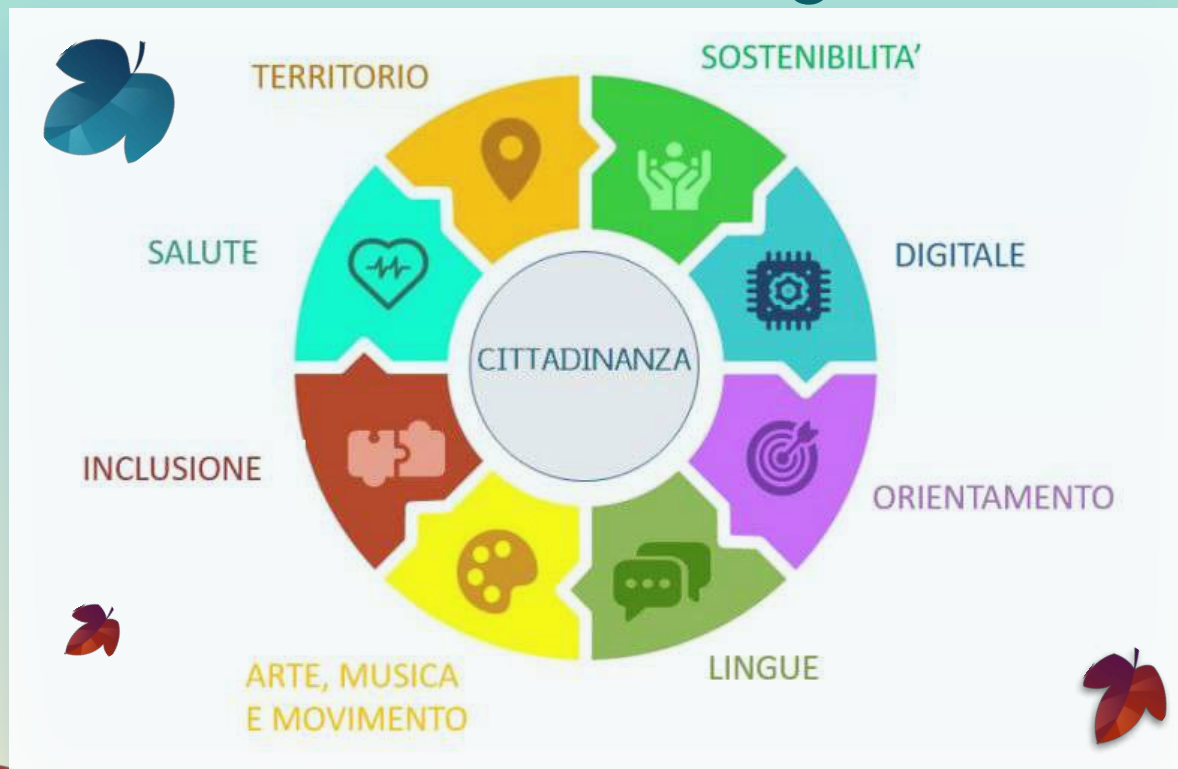 SOSTENIBILITA'
TERRITORIO
SALUTE
DIGITALE
CITTADINANZA
INCLUSIONE
ORIENTAMENTO
LINGUE
ARTE, MUSICA
E MOVIMENTO